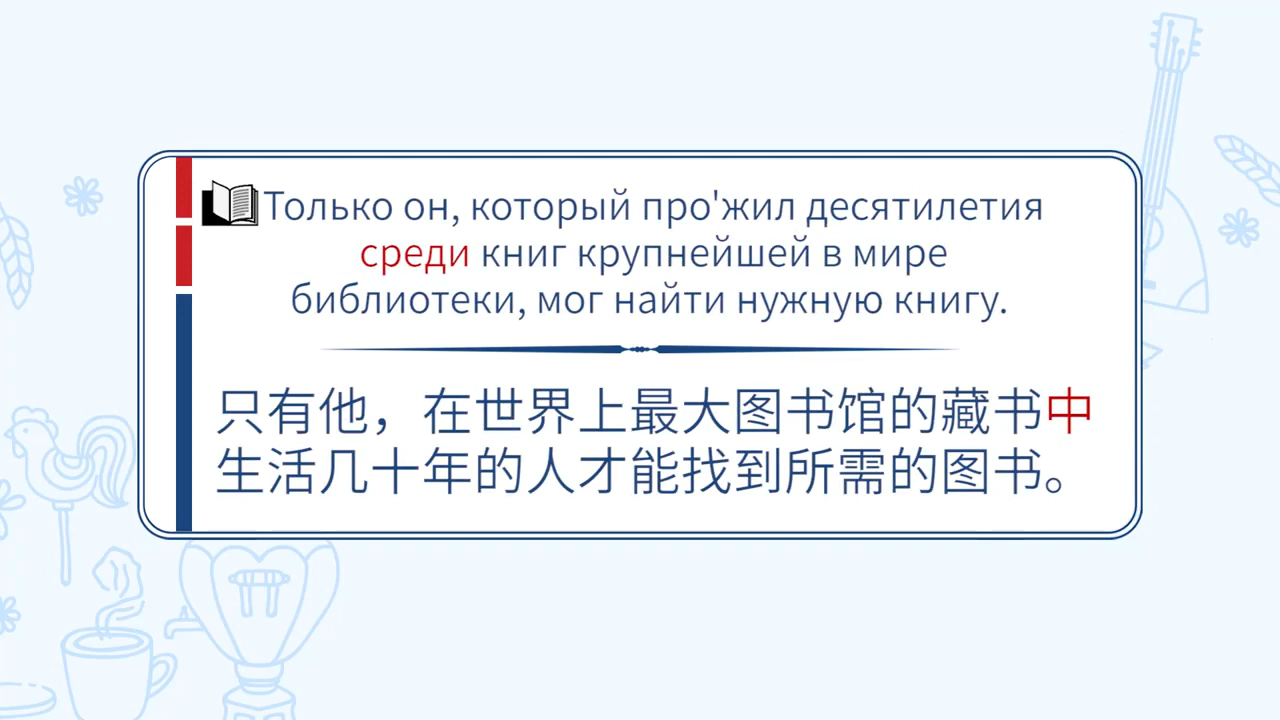 Только он, который про'жил десятилетия
среди книг крупнейшей в мире
библиотеки, мог найти нужную книгу.
只有他，在世界上最大图书馆的藏书中
生活几十年的人才能找到所需的图书。